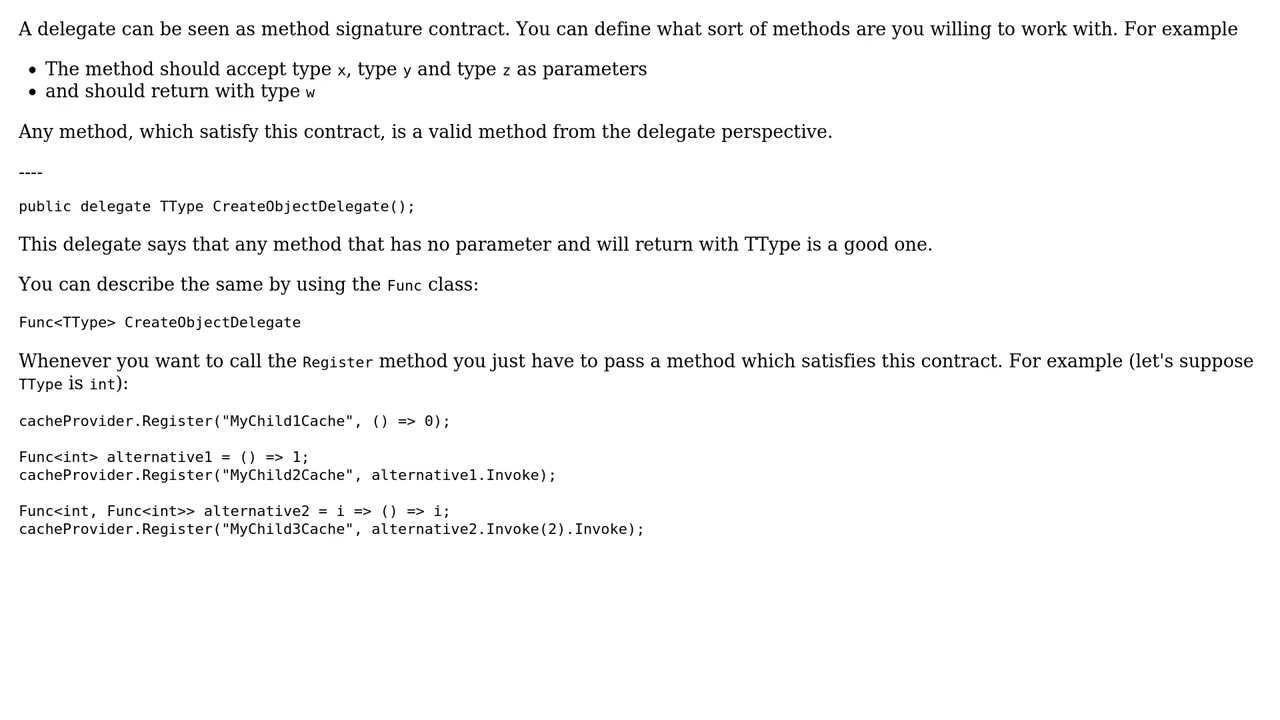 A delegate can be seen as method signature contract. You can define what sort of methods are you willing to work with. For example
• The method should accept type x, type y and type z as parameters
• and should return with type w
Any method, which satisfy this contract, is a valid method from the delegate perspective.
----
public delegate TType CreateObjectDelegate();
This delegate says that any method that has no parameter and will return with TType is a good one.
You can describe the same by using the Func class:
Func<TType> CreateObjectDelegate
Whenever you want to call the Register method you just have to pass a method which satisfies this contract. For example (let's suppose
TType is int):
cacheProvider.Register("MyChild1Cache", () => 0);
Func<int> alternative1 = () => 1;
cacheProvider.Register("MyChild2Cache", alternative1.Invoke);
Func<int, Func<int>> alternative2 = i => () => i;
cacheProvider.Register("MyChild3Cache", alternative2.Invoke(2).Invoke);